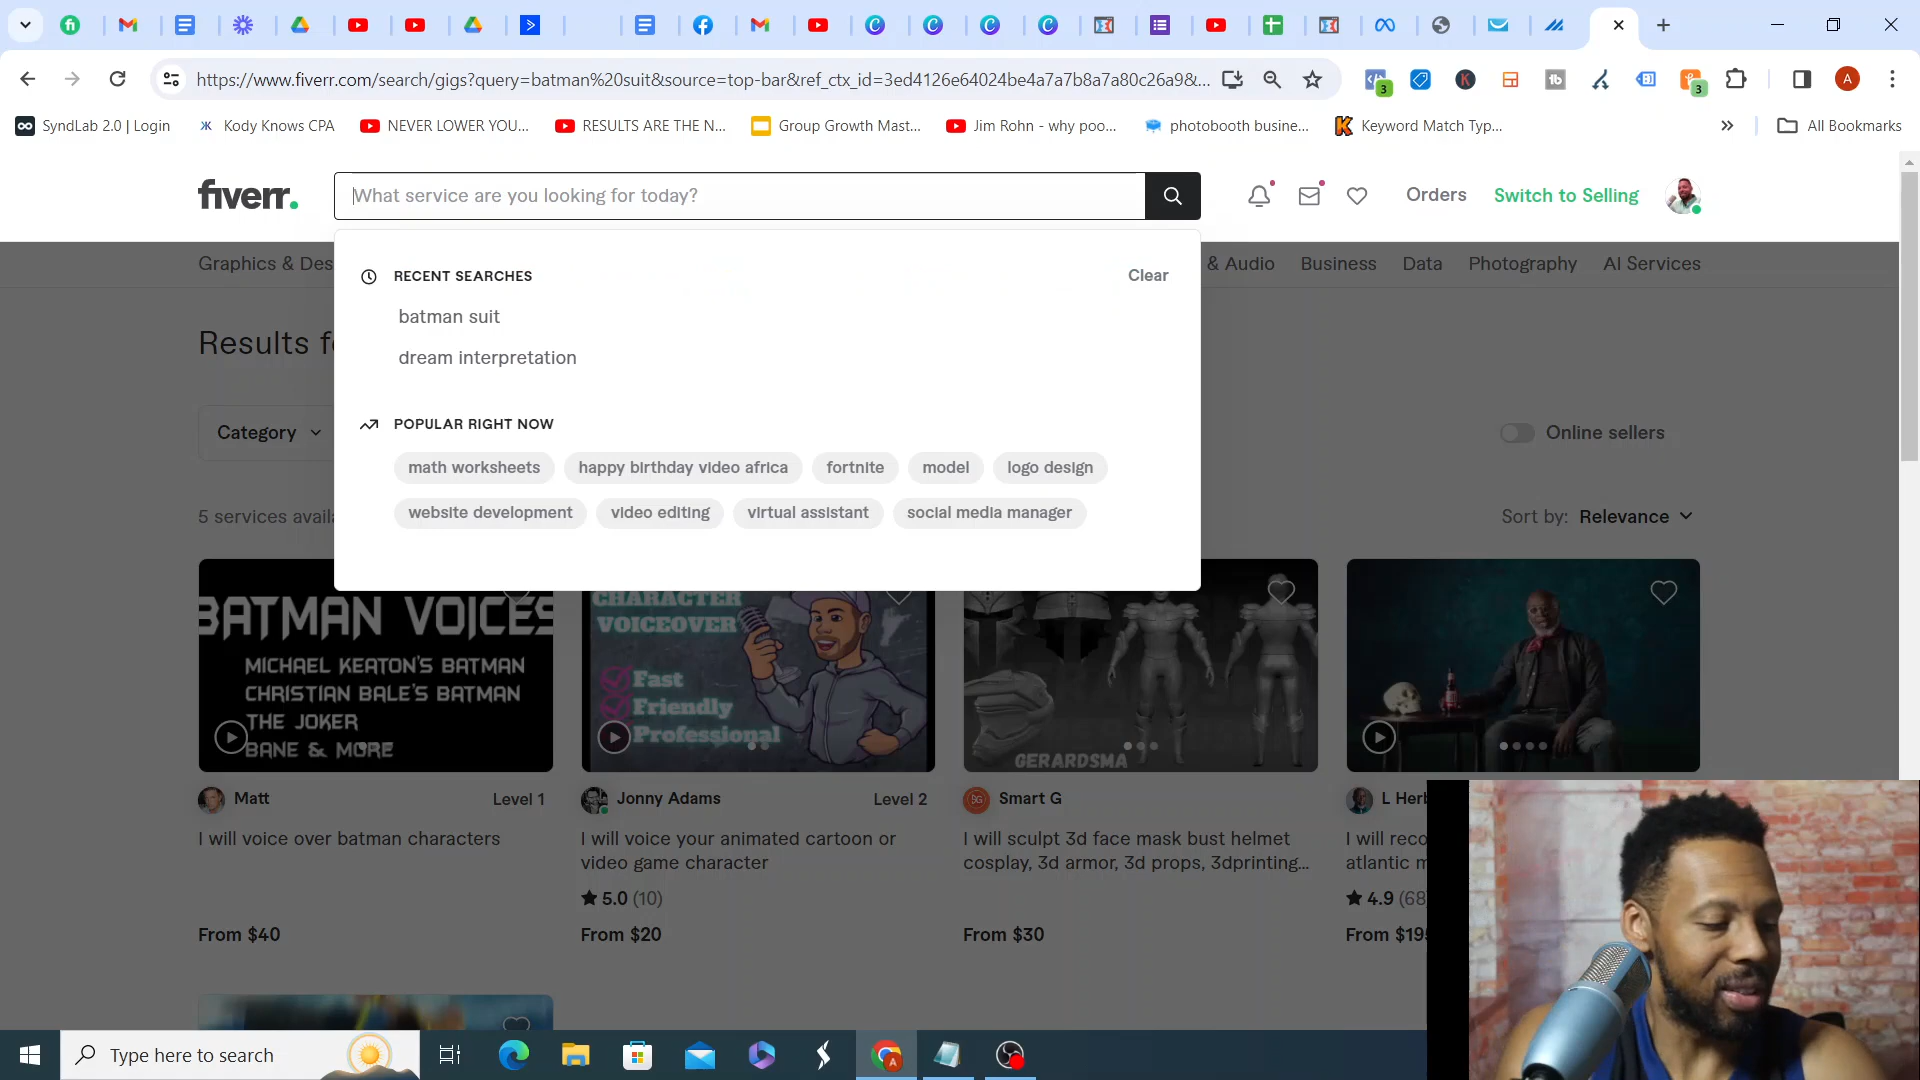 https://www.fiverr.com/search/gigs?query=batman%20suit&source=top-bar&ref_ctx_id=3ed4126e64024be4a7a7b8a7a80c26a9&...
3
3
A
SyndLab 2.0 | Login
Kody Knows CPA
NEVER LOWER YOU...
RESULTS ARE THE N...
Group Growth Mast...
Jim Rohn - why poo...
photobooth busine...
Keyword Match Typ...
All Bookmarks
fiverr.
What service are you looking for today?
Orders
Switch to Selling
Graphics & Des
& Audio
Business
Data
Photography
AI Services
RECENT SEARCHES
Clear
batman suit
dream interpretation
POPULAR RIGHT NOW
math worksheets
happy birthday video africa
fortnite
model
logo design
website development
video editing
virtual assistant
social media manager
Results f
Category
Online sellers
5 services avail
Sort by: Relevance
BATMAN VOICES
MICHAEL KEATON'S BATMAN
CHRISTIAN BALE'S BATMAN
THE JOKER
BANE & MORE
CHARACTER
VOICEOVER
Fast
Friendly
Professional
GERARDSMA
Matt
Level 1
I will voice over batman characters
From $40
Jonny Adams
Level 2
I will voice your animated cartoon or
video game character
5.0 (10)
From $20
SG
Smart G
I will sculpt 3d face mask bust helmet
cosplay, 3d armor, 3d props, 3dprinting...
From $30
L Herb
I will reco
atlantic m
4.9 (68
From $195
Type here to search